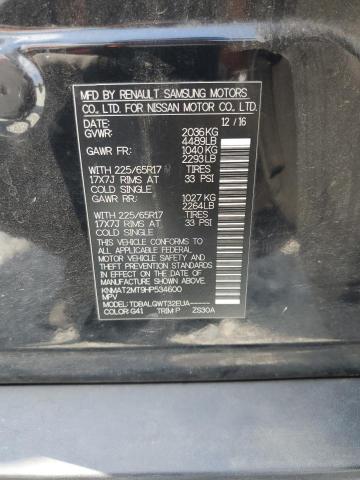 MFD BY RENAULT SAMSUNG MOTORS
CO., LTD. FOR NISSAN MOTOR CO., LTD.
DATE: 12/16
GVWR: 2036KG
4489LB
GAWR FR: 1040 KG
2293LB
WITH 225/65R17 TIRES
17X7J RIMS AT 33 PSI
COLD SINGLE
GAWR RR: 1027 KG
2264LB
WITH 225/65R17 TIRES
17X7J RIMS AT 33 PSI
COLD SINGLE
THIS VEHICLE CONFORMS TO
ALL APPLICABLE FEDERAL
MOTOR VEHICLE SAFETY
STANDARDS IN EFFECT ON
THE DATE OF MANUFACTURE
SHOWN ABOVE.
KNMAT2MT9HP534600
MPV
MODEL: TDBALGWT32EUA------
COLOR: G41 TRIM: P ZS30A